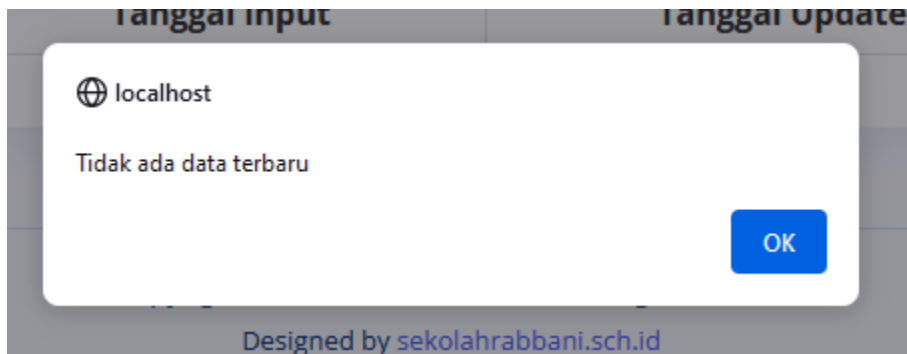 Tanggal Input
Tanggal Update
localhost
Tidak ada data terbaru
OK
Designed by sekolahrabbani.sch.id